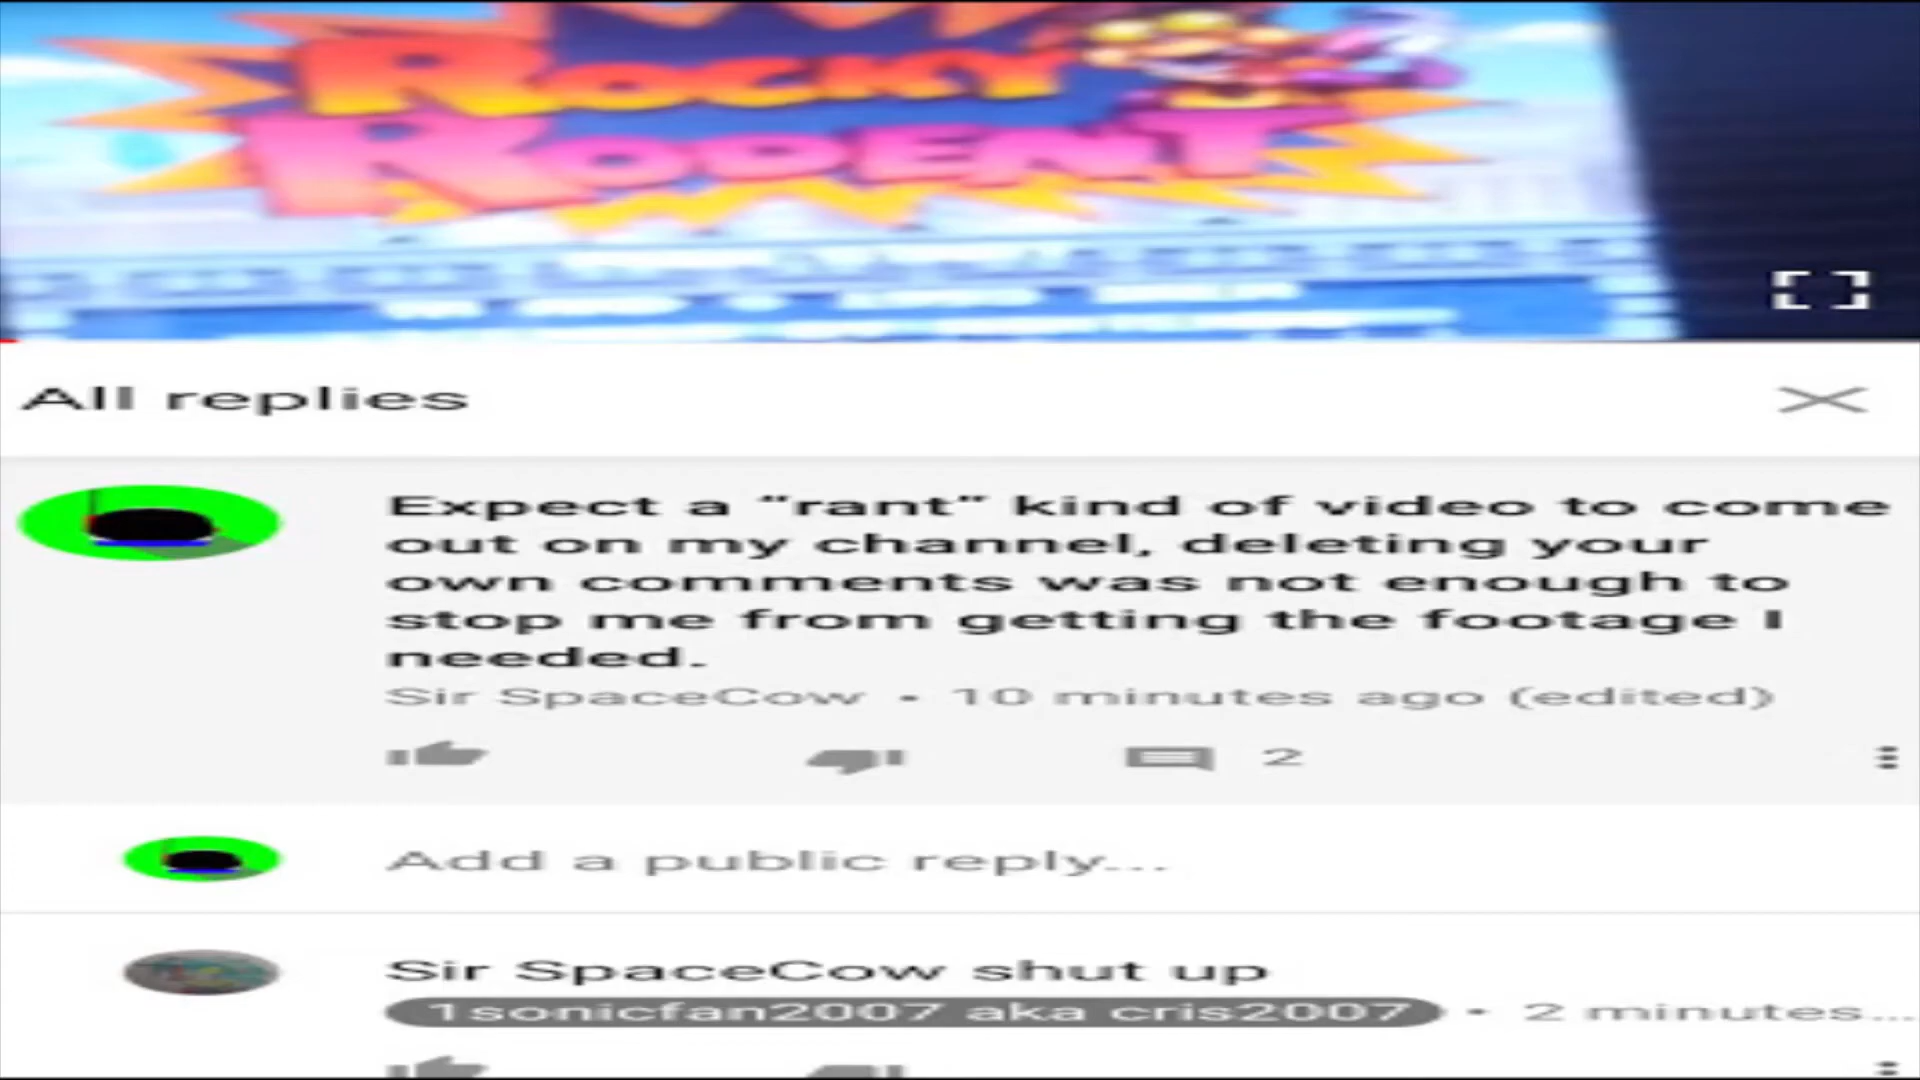 ROCKY
RODENT
All replies
Expect a “rant” kind of video to come
out on my channel, deleting your
own comments was not enough to
stop me from getting the footage I
needed.
Sir SpaceCow • 10 minutes ago (edited)
2
Add a public reply...
Sir SpaceCow shut up
1sonicfan2007 aka cris2007 • 2 minutes...